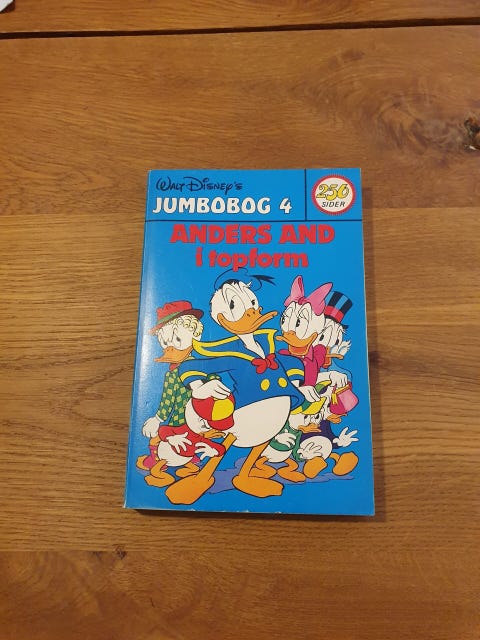 Walt Disney's
JUMBOBOG 4
256
SIDER
ANDERS AND
i topform